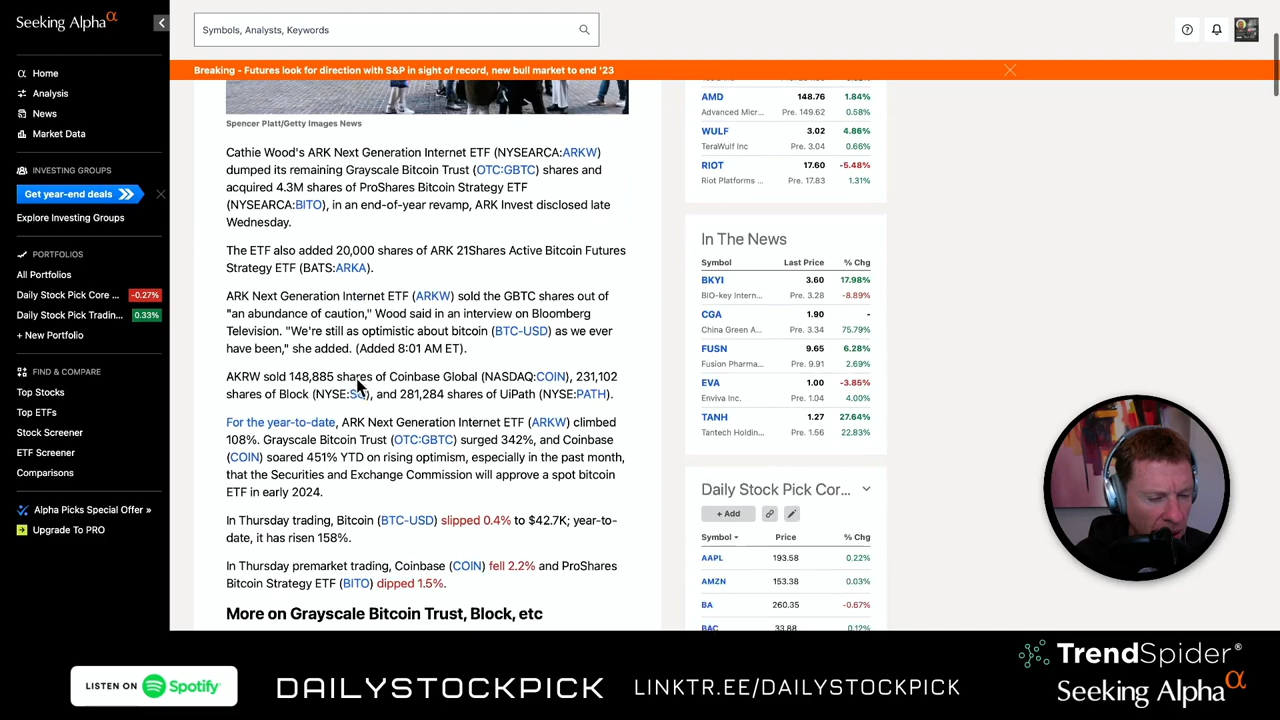 Seeking Alpha α
Symbols, Analysts, Keywords
Home
Analysis
News
Market Data
INVESTING GROUPS
Get year-end deals
Explore Investing Groups
PORTFOLIOS
All Portfolios
Daily Stock Pick Core ... -0.27%
Daily Stock Pick Tradin... 0.33%
+ New Portfolio
FIND & COMPARE
Top Stocks
Top ETFs
Stock Screener
ETF Screener
Comparisons
Alpha Picks Special Offer »
Upgrade To PRO
Breaking - Futures look for direction with S&P in sight of record, new bull market to end '23
Spencer Platt/Getty Images News
Cathie Wood's ARK Next Generation Internet ETF (NYSEARCA:ARKW)
dumped its remaining Grayscale Bitcoin Trust (OTC:GBTC) shares and
acquired 4.3M shares of ProShares Bitcoin Strategy ETF
(NYSEARCA:BITO), in an end-of-year revamp, ARK Invest disclosed late
Wednesday.
The ETF also added 20,000 shares of ARK 21Shares Active Bitcoin Futures
Strategy ETF (BATS:ARKA).
ARK Next Generation Internet ETF (ARKW) sold the GBTC shares out of
"an abundance of caution," Wood said in an interview on Bloomberg
Television. "We're still as optimistic about bitcoin (BTC-USD) as we ever
have been," she added. (Added 8:01 AM ET).
AKRW sold 148,885 shares of Coinbase Global (NASDAQ:COIN), 231,102
shares of Block (NYSE:SQ), and 281,284 shares of UiPath (NYSE:PATH).
For the year-to-date, ARK Next Generation Internet ETF (ARKW) climbed
108%. Grayscale Bitcoin Trust (OTC:GBTC) surged 342%, and Coinbase
(COIN) soared 451% YTD on rising optimism, especially in the past month,
that the Securities and Exchange Commission will approve a spot bitcoin
ETF in early 2024.
In Thursday trading, Bitcoin (BTC-USD) slipped 0.4% to $42.7K; year-to-
date, it has risen 158%.
In Thursday premarket trading, Coinbase (COIN) fell 2.2% and ProShares
Bitcoin Strategy ETF (BITO) dipped 1.5%.
More on Grayscale Bitcoin Trust, Block, etc
AMD 148.76 1.84%
Advanced Micr... Pre. 149.62 0.58%
WULF 3.02 4.86%
TeraWulf Inc Pre. 3.04 0.66%
RIOT 17.60 -5.48%
Riot Platforms ... Pre. 17.83 1.31%
In The News
Symbol Last Price % Chg
BKYI 3.60 17.98%
BIO-key Intern... Pre. 3.28 -8.89%
CGA 1.90 -
China Green A... Pre. 3.34 75.79%
FUSN 9.65 6.28%
Fusion Pharma... Pre. 9.91 2.69%
EVA 1.00 -3.85%
Enviva Inc. Pre. 1.04 4.00%
TANH 1.27 27.64%
Tantech Holdin... Pre. 1.56 22.83%
Daily Stock Pick Cor...
+ Add
Symbol Price % Chg
AAPL 193.58 0.22%
AMZN 153.38 0.03%
BA 260.35 -0.67%
BAC 33.88 0.12%
LISTEN ON Spotify
DAILYSTOCKPICK
LINKTR.EE/DAILYSTOCKPICK
TrendSpider®
Seeking Alpha α